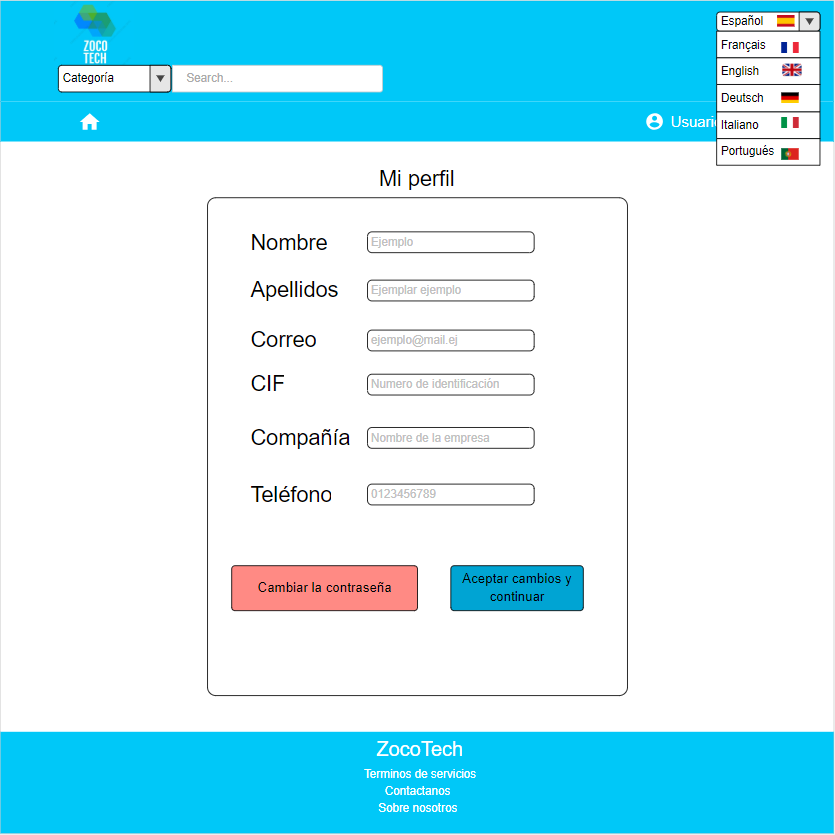 ZOCO
TECH
Español
Français
English
Deutsch
Italiano
Portugués
Categoría
Search...
Usuari
Mi perfil
Nombre
Ejemplo
Apellidos
Ejemplar ejemplo
Correo
ejemplo@mail.ej
CIF
Numero de identificación
Compañía
Nombre de la empresa
Teléfono
0123456789
Cambiar la contraseña
Aceptar cambios y
continuar
ZocoTech
Terminos de servicios
Contactanos
Sobre nosotros